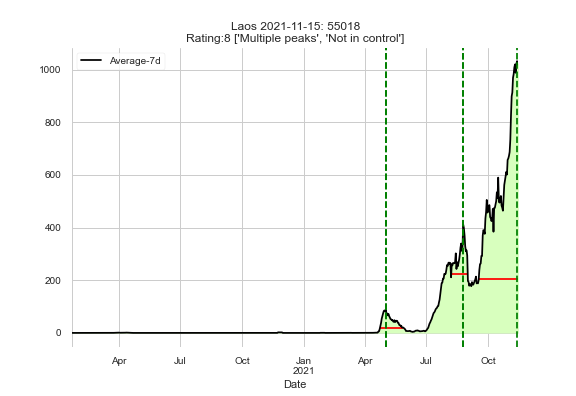 Laos 2021-11-15: 55018
Rating:8 ['Multiple peaks', 'Not in control']
Average-7d
1000
800
600
400
200
0
Apr
Jul
Oct
Jan
2021
Apr
Jul
Oct
Date